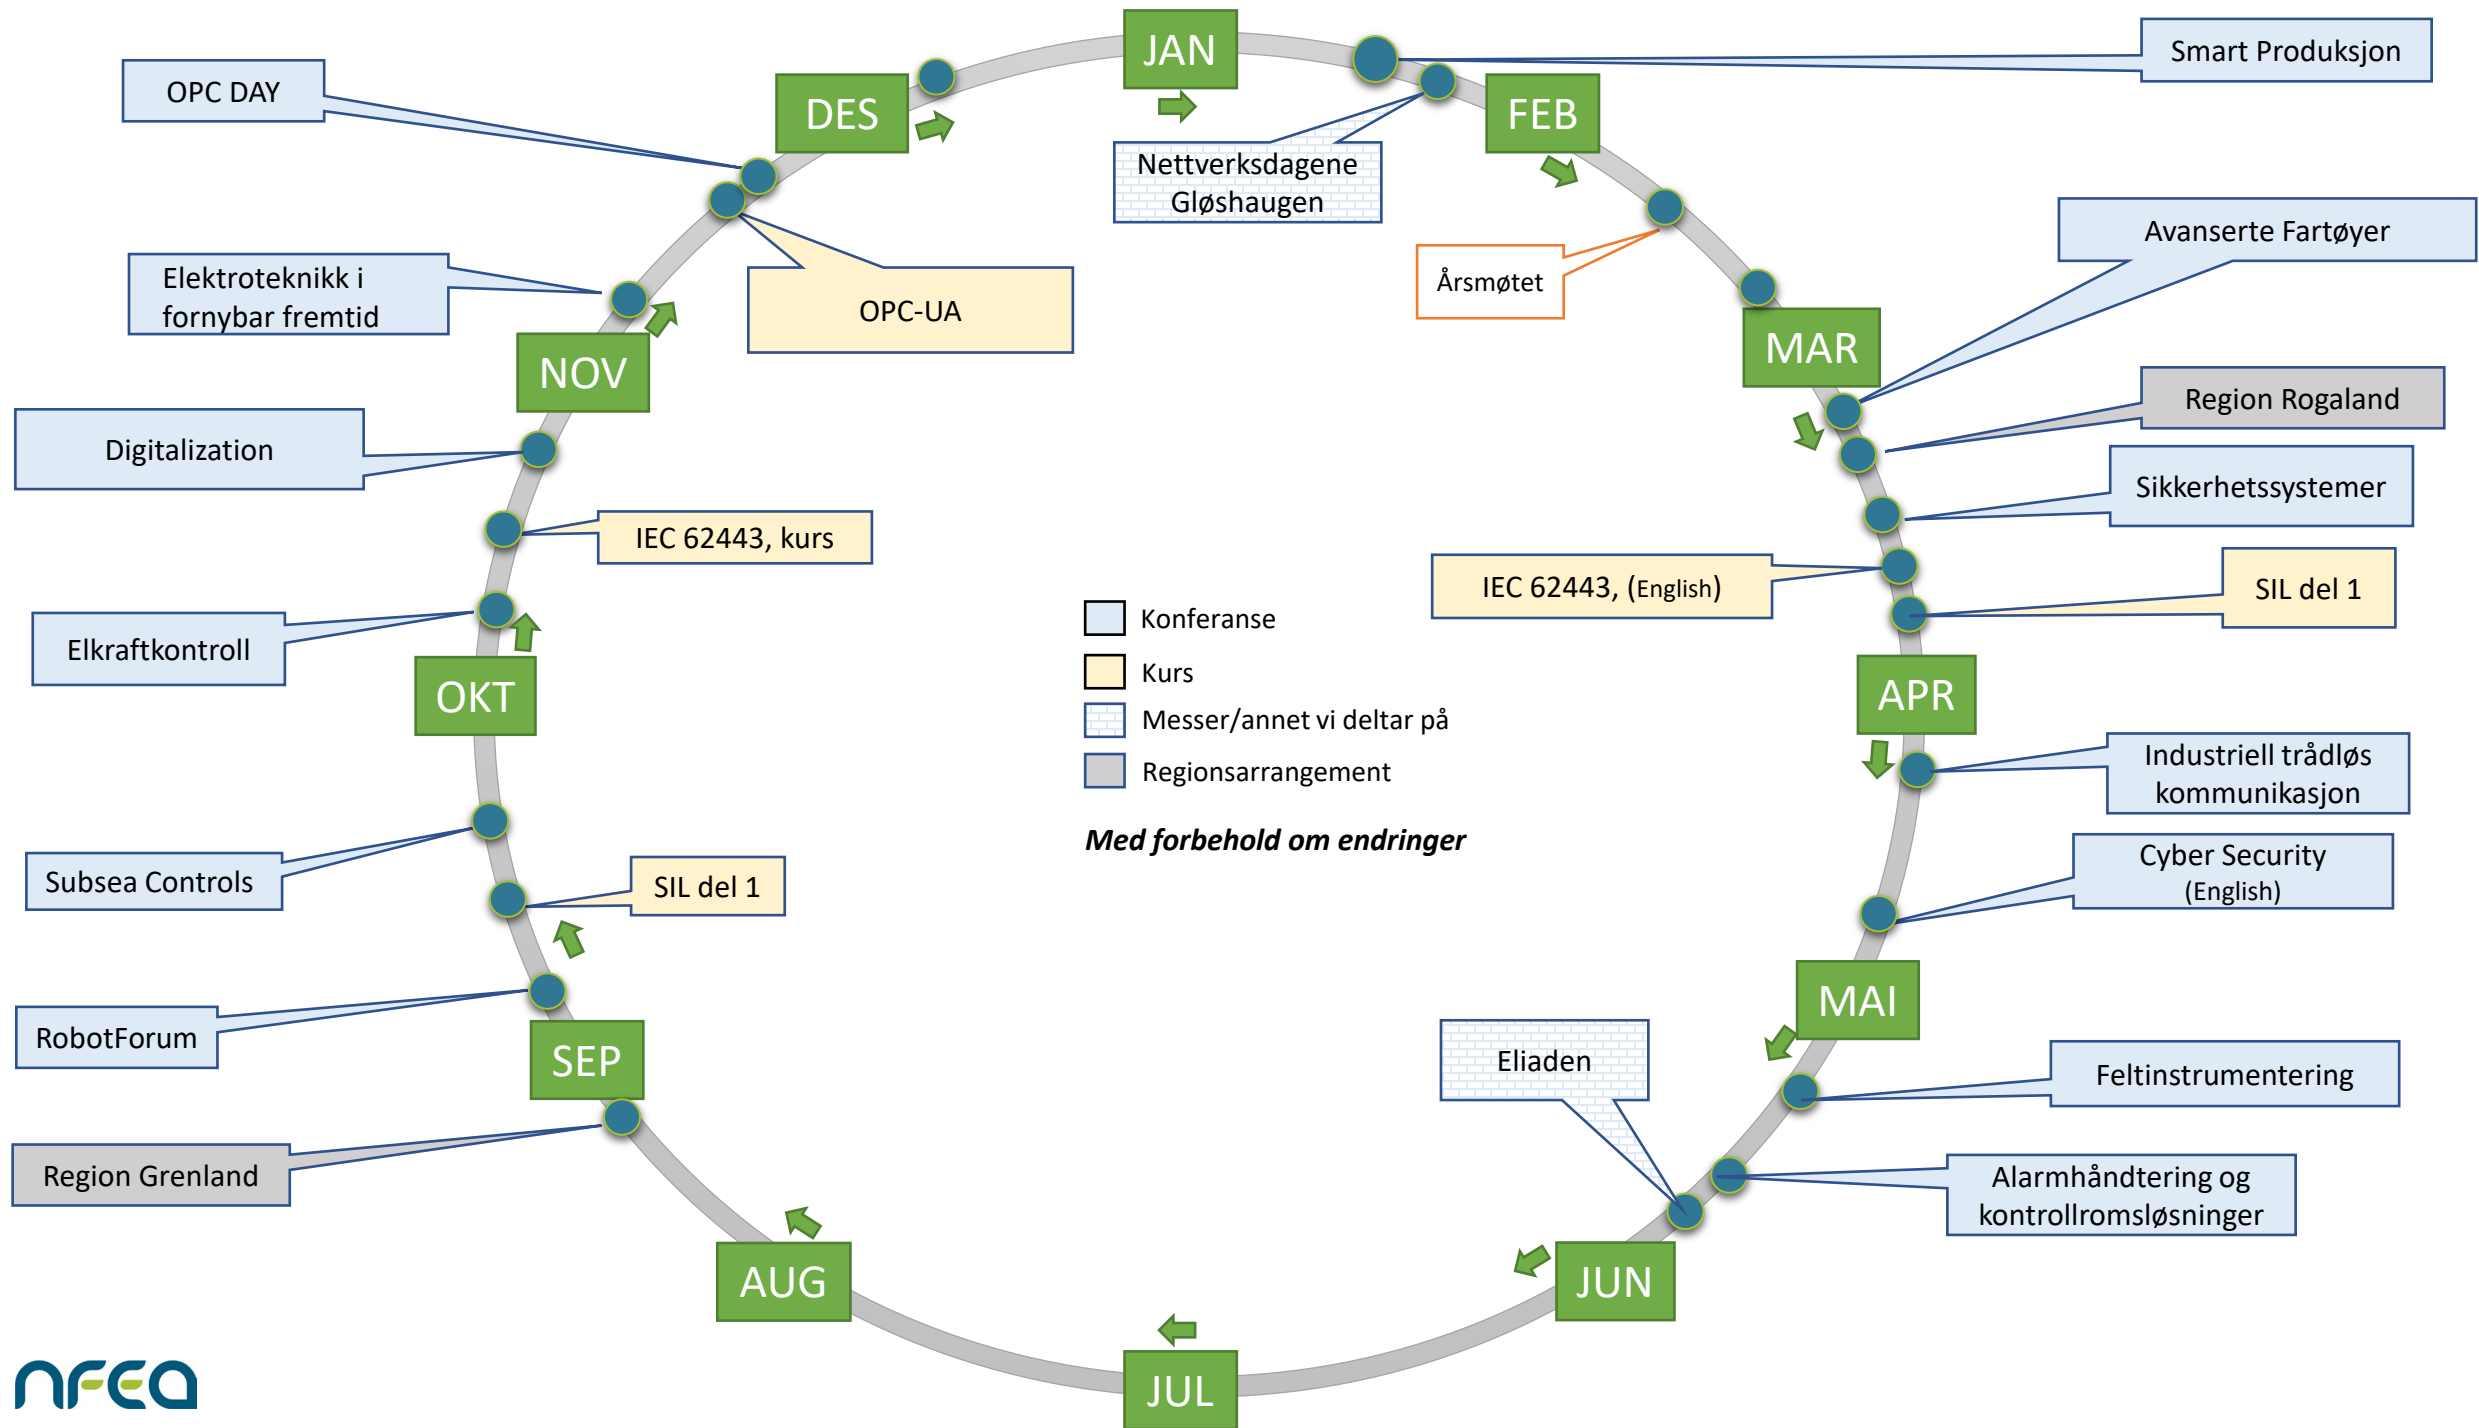 JAN
Smart Produksjon
OPC DAY
DES
FEB
Nettverksdagene
Gløshaugen
Avanserte Fartøyer
Årsmøtet
Elektroteknikk i
fornybar fremtid
OPC-UA
NOV
MAR
Region Rogaland
Digitalization
Sikkerhetssystemer
IEC 62443, kurs
IEC 62443, (English)
SIL del 1
Konferanse
Elkraftkontroll
Kurs
OKT
APR
Messer/annet vi deltar på
Regionsarrangement
Industriell trådløs
kommunikasjon
Med forbehold om endringer
Cyber Security
(English)
Subsea Controls
SIL del 1
MAI
RobotForum
SEP
Eliaden
Feltinstrumentering
Region Grenland
Alarmhåndtering og
kontrollromsløsninger
AUG
JUN
JUL
nfea